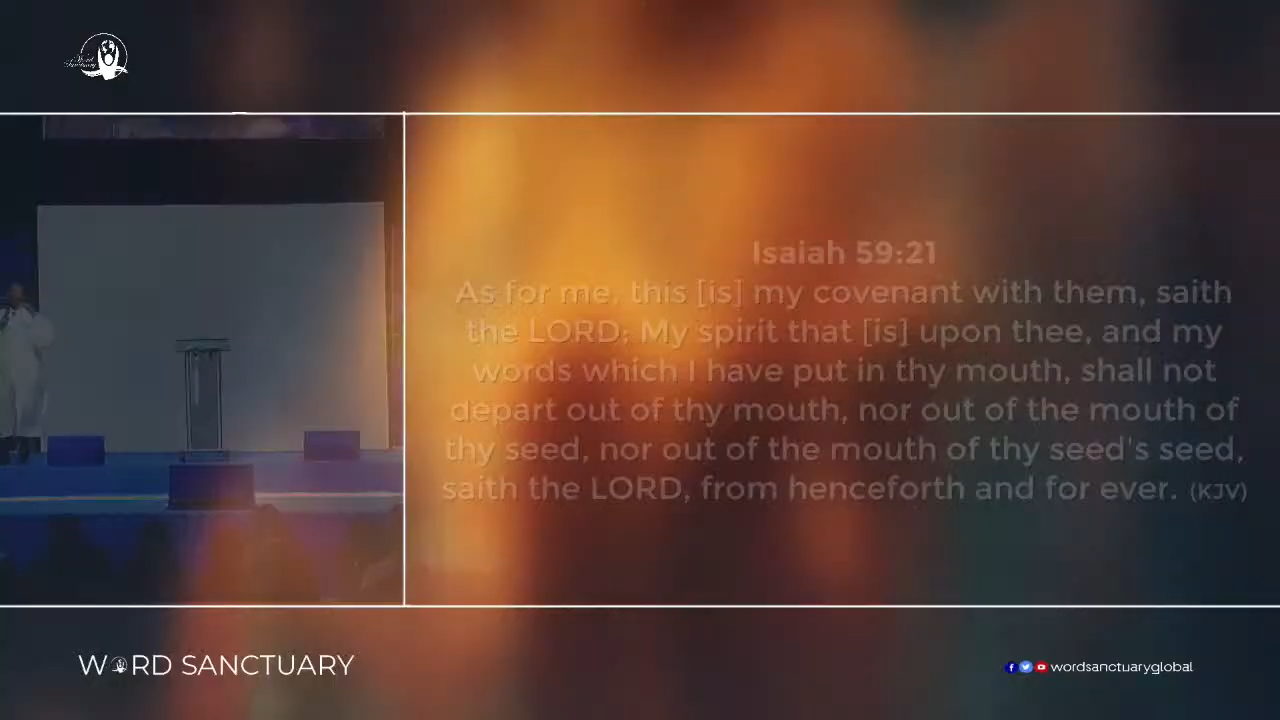 Word
Sanctuary
Isaiah 59:21
As for me, this [is] my covenant with them, saith
the LORD; My spirit that [is] upon thee, and my
words which I have put in thy mouth, shall not
depart out of thy mouth, nor out of the mouth of
thy seed, nor out of the mouth of thy seed's seed,
saith the LORD, from henceforth and for ever. (KJV)
WORD SANCTUARY
wordsanctuaryglobal